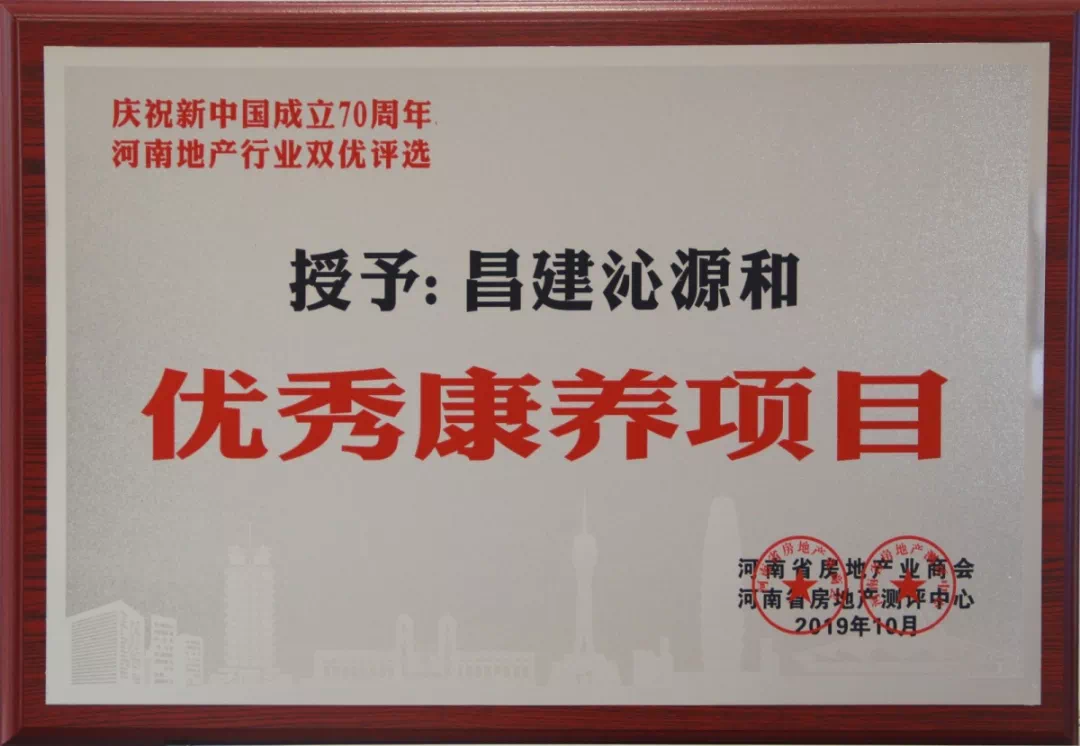 庆祝新中国成立70周年
河南地产行业双优评选
授予:昌建沁源和
优秀康养项目
河南省房地产业商会
河南省房地产测评中心
2019年10月